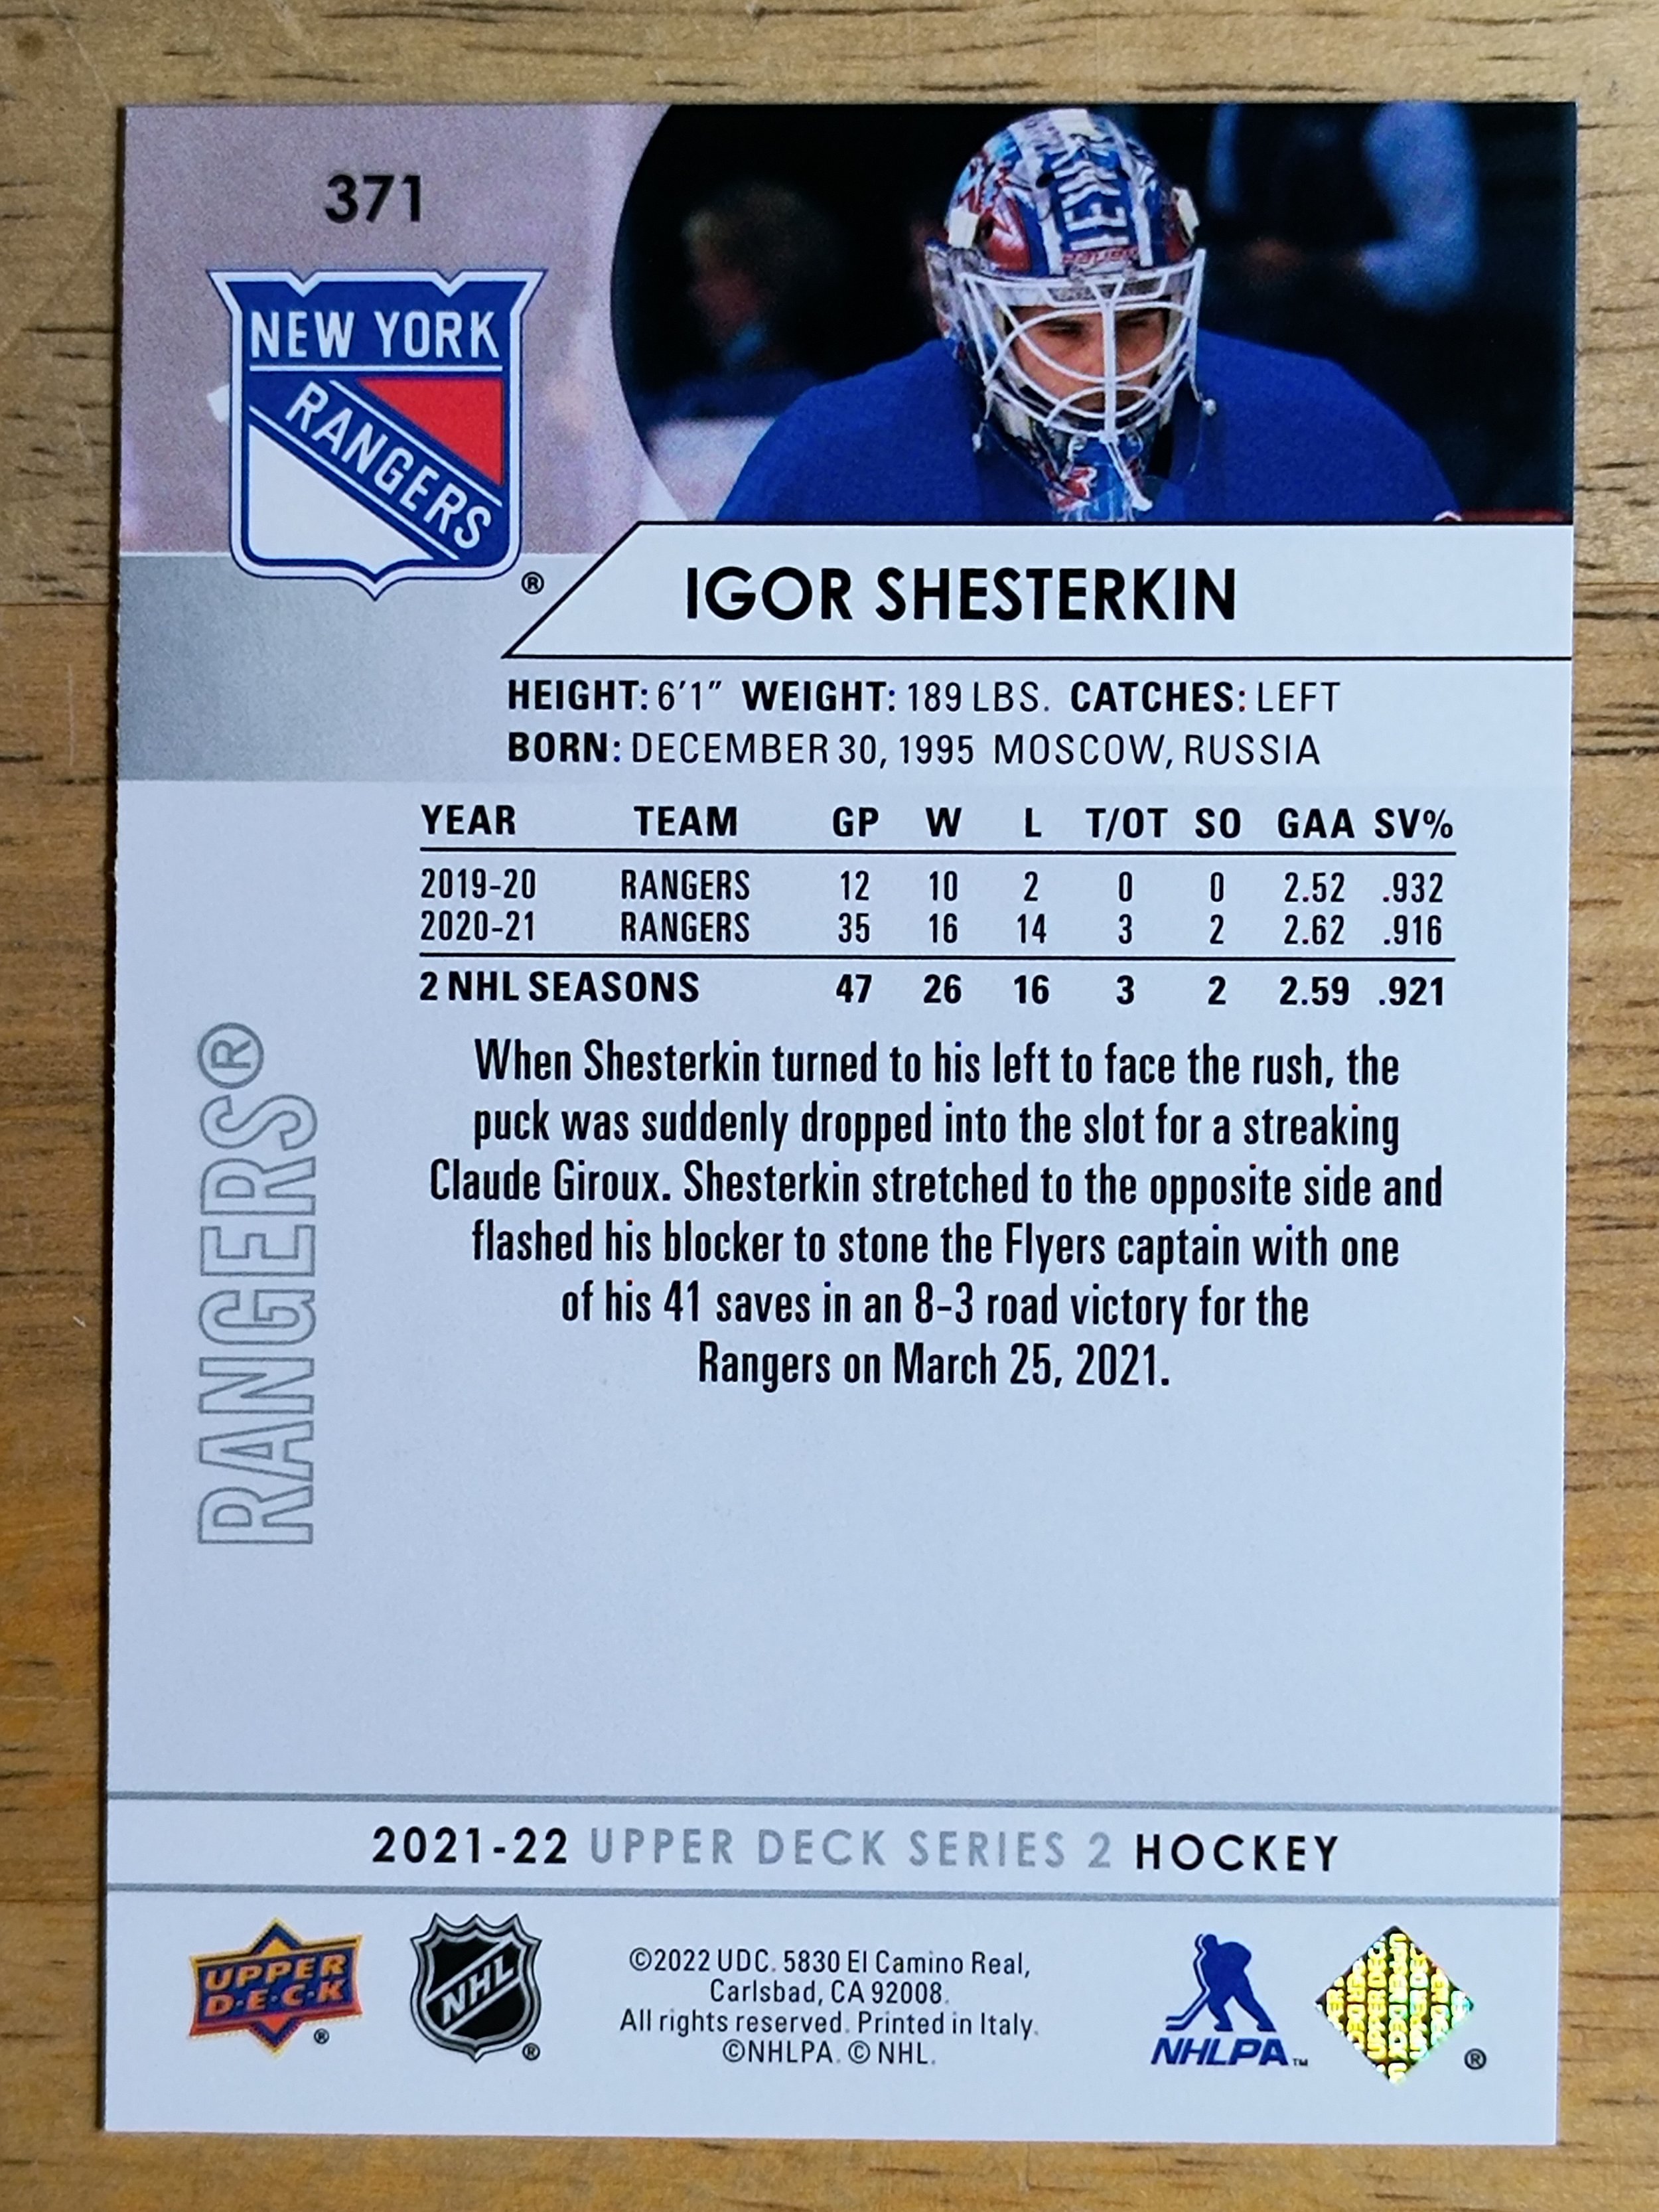 371
NEW YORK
RANGERS
®
IGOR SHESTERKIN
HEIGHT: 6'1" WEIGHT: 189 LBS. CATCHES: LEFT
BORN: DECEMBER 30, 1995 MOSCOW, RUSSIA
YEAR TEAM GP W L T/OT SO GAA SV%
2019-20 RANGERS 12 10 2 0 0 2.52 .932
2020-21 RANGERS 35 16 14 3 2 2.62 .916
2 NHL SEASONS 47 26 16 3 2 2.59 .921
RANGERS®
When Shesterkin turned to his left to face the rush, the
puck was suddenly dropped into the slot for a streaking
Claude Giroux. Shesterkin stretched to the opposite side and
flashed his blocker to stone the Flyers captain with one
of his 41 saves in an 8-3 road victory for the
Rangers on March 25, 2021.
2021-22 UPPER DECK SERIES 2 HOCKEY
UPPER
D·E·C·K
®
NHL
®
©2022 UDC. 5830 El Camino Real,
Carlsbad, CA 92008.
All rights reserved. Printed in Italy.
©NHLPA. © NHL.
NHLPA™
UPPER DECK
®